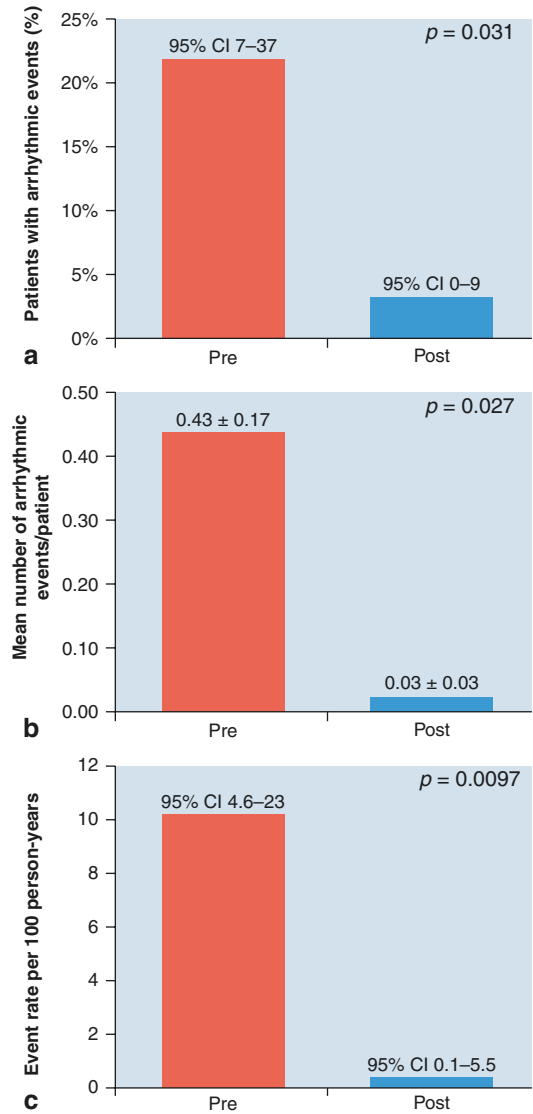 Patients with arrhythmic events (%)
25%
20%
15%
10%
5%
0%
95% CI 7–37
p = 0.031
95% CI 0–9
a
Pre
Post
Mean number of arrhythmic
events/patient
0.50
0.40
0.30
0.20
0.10
0.00
0.43 ± 0.17
p = 0.027
0.03 ± 0.03
b
Pre
Post
Event rate per 100 person-years
12
10
8
6
4
2
0
95% CI 4.6–23
p = 0.0097
95% CI 0.1–5.5
c
Pre
Post